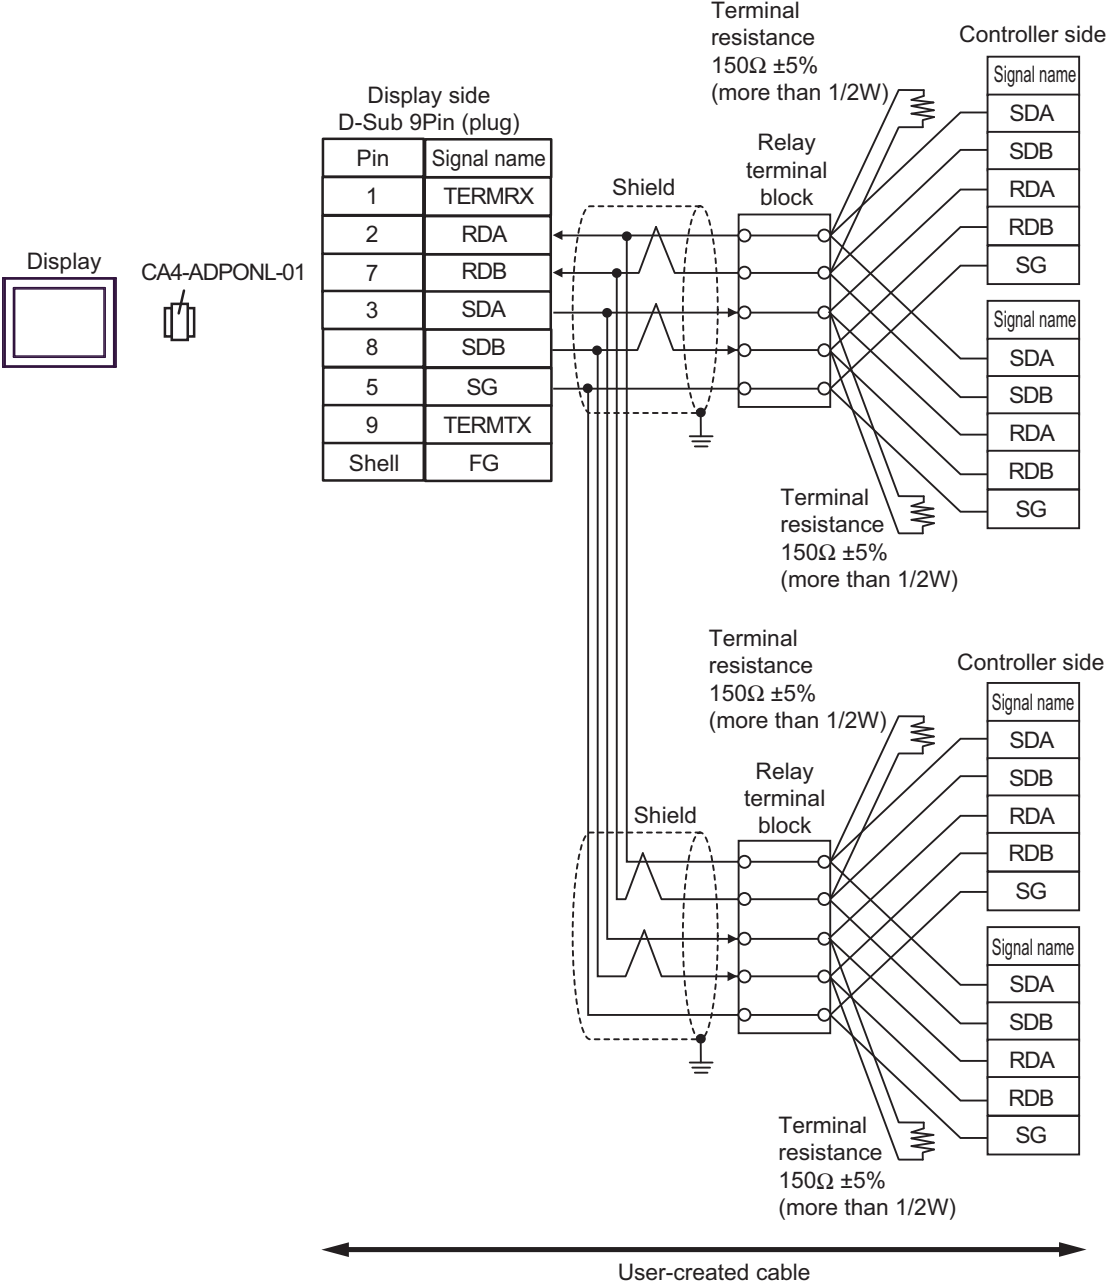 Terminal
resistance
150Ω ±5%
(more than 1/2W)
Controller side
Display side
D-Sub 9Pin (plug)
Pin Signal name
1 TERMRX
2 RDA
7 RDB
3 SDA
8 SDB
5 SG
9 TERMTX
Shell FG
Display
CA4-ADPONL-01
Shield
Relay
terminal
block
Signal name
SDA
SDB
RDA
RDB
SG
Signal name
SDA
SDB
RDA
RDB
SG
Terminal
resistance
150Ω ±5%
(more than 1/2W)
Terminal
resistance
150Ω ±5%
(more than 1/2W)
Controller side
Shield
Relay
terminal
block
Signal name
SDA
SDB
RDA
RDB
SG
Signal name
SDA
SDB
RDA
RDB
SG
Terminal
resistance
150Ω ±5%
(more than 1/2W)
User-created cable